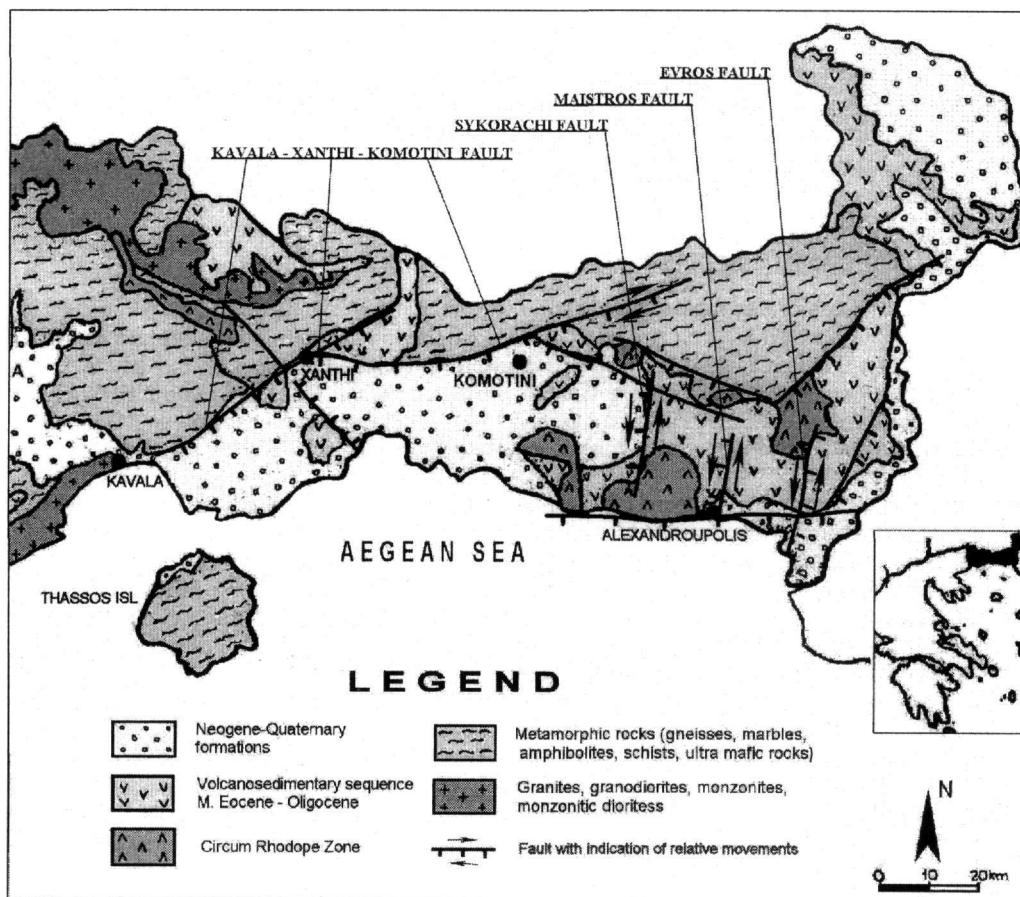 EVROS FAULT
MAISTROS FAULT
SYKORACHI FAULT
KAVALA - XANTHI - KOMOTINI FAULT
A
XANTHI
KOMOTINI
KAVALA
ALEXANDROUPOLIS
AEGEAN SEA
THASSOS ISL
LEGEND
Neogene-Quaternary
formations
Volcanosedimentary sequence
M. Eocene - Oligocene
Circum Rhodope Zone
Metamorphic rocks (gneisses, marbles,
amphibolites, schists, ultra mafic rocks)
Granites, granodiorites, monzonites,
monzonitic dioritess
Fault with indication of relative movements
N
0 10 20km